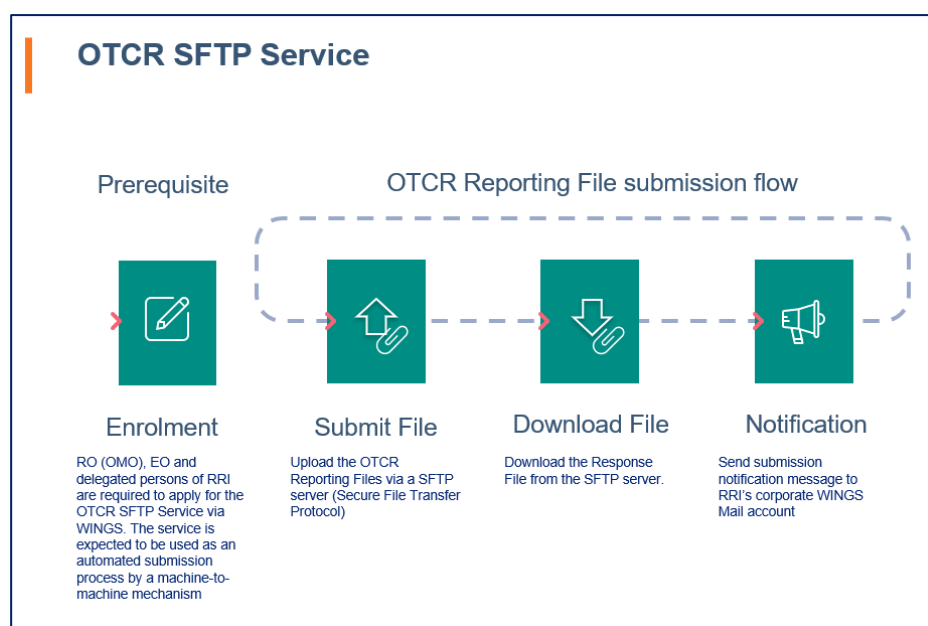 OTCR SFTP Service
Prerequisite
OTCR Reporting File submission flow
Enrolment
RO (OMO), EO and
delegated persons of RRI
are required to apply for the
OTCR SFTP Service via
WINGS. The service is
expected to be used as an
automated submission
process by a machine-to-
machine mechanism
Submit File
Upload the OTCR
Reporting Files via a SFTP
server (Secure File Transfer
Protocol)
Download File
Download the Response
File from the SFTP server.
Notification
Send submission
notification message to
RRI's corporate WINGS
Mail account